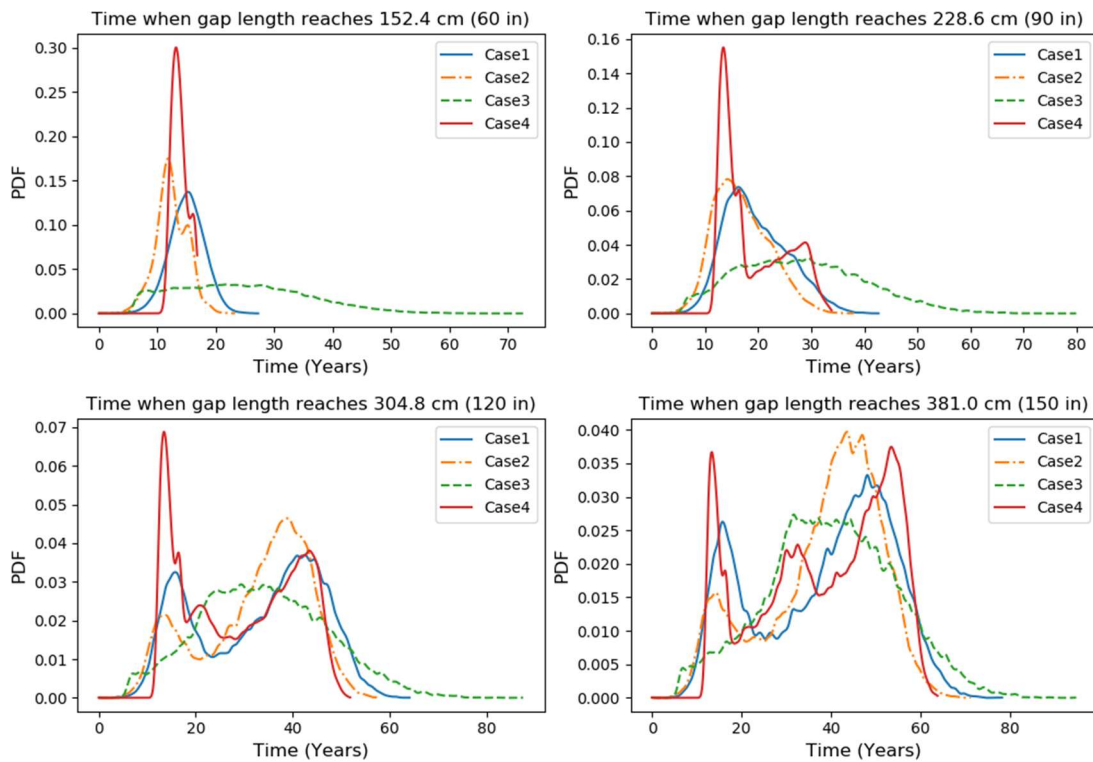 Time when gap length reaches 152.4 cm (60 in)
0.30
0.25
0.20
0.15
0.10
0.05
0.00
PDF
Case1
Case2
Case3
Case4
0 10 20 30 40 50 60 70
Time (Years)
Time when gap length reaches 228.6 cm (90 in)
0.16
0.14
0.12
0.10
0.08
0.06
0.04
0.02
0.00
PDF
Case1
Case2
Case3
Case4
0 10 20 30 40 50 60 70 80
Time (Years)
Time when gap length reaches 304.8 cm (120 in)
0.07
0.06
0.05
0.04
0.03
0.02
0.01
0.00
PDF
Case1
Case2
Case3
Case4
0 20 40 60 80
Time (Years)
Time when gap length reaches 381.0 cm (150 in)
0.040
0.035
0.030
0.025
0.020
0.015
0.010
0.005
0.000
PDF
Case1
Case2
Case3
Case4
0 20 40 60 80
Time (Years)